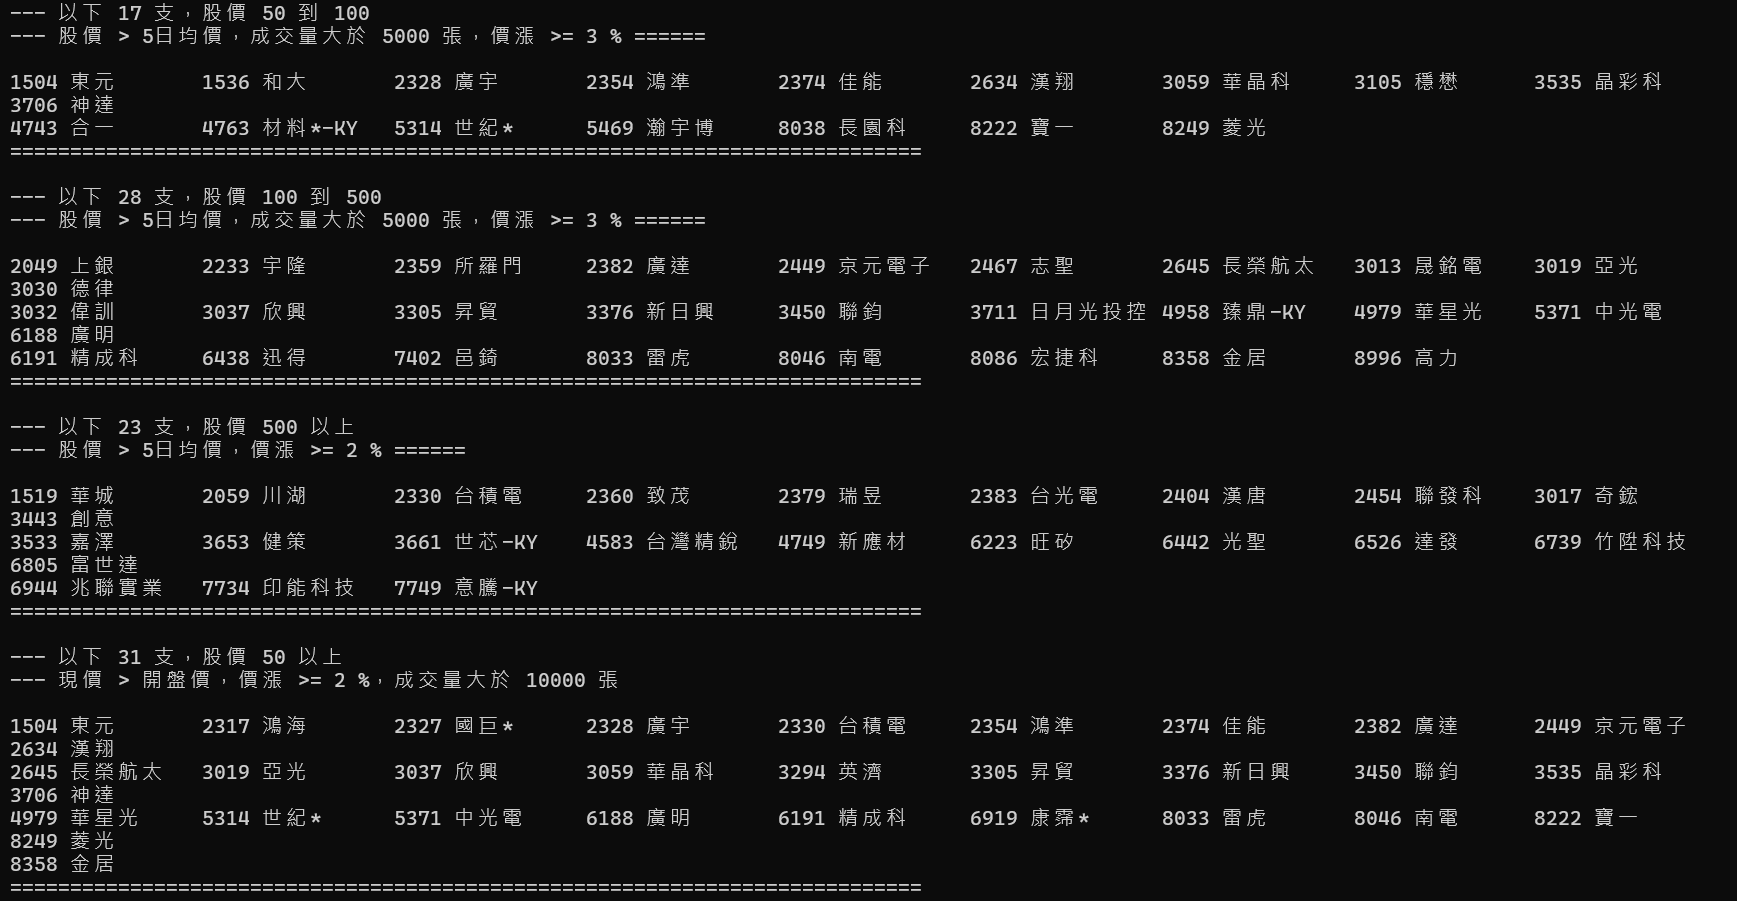 --- 以下 17 支，股價 50 到 100
--- 股價 > 5日均價，成交量大於 5000 張，價漲 >= 3 % ======
1504 東元 1536 和大 2328 廣宇 2354 鴻準 2374 佳能 2634 漢翔 3059 華晶科 3105 穩懋 3535 晶彩科
3706 神達
4743 合一 4763 材料*-KY 5314 世紀* 5469 瀚宇博 8038 長園科 8222 寶一 8249 菱光
============================================================================
--- 以下 28 支，股價 100 到 500
--- 股價 > 5日均價，成交量大於 5000 張，價漲 >= 3 % ======
2049 上銀 2233 宇隆 2359 所羅門 2382 廣達 2449 京元電子 2467 志聖 2645 長榮航太 3013 晟銘電 3019 亞光
3030 德律
3032 偉訓 3037 欣興 3305 昇貿 3376 新日興 3450 聯鈞 3711 日月光投控 4958 臻鼎-KY 4979 華星光 5371 中光電
6188 廣明
6191 精成科 6438 迅得 7402 邑錡 8033 雷虎 8046 南電 8086 宏捷科 8358 金居 8996 高力
============================================================================
--- 以下 23 支，股價 500 以上
--- 股價 > 5日均價，價漲 >= 2 % ======
1519 華城 2059 川湖 2330 台積電 2360 致茂 2379 瑞昱 2383 台光電 2404 漢唐 2454 聯發科 3017 奇鋐
3443 創意
3533 嘉澤 3653 健策 3661 世芯-KY 4583 台灣精銳 4749 新應材 6223 旺矽 6442 光聖 6526 達發 6739 竹陞科技
6805 富世達
6944 兆聯實業 7734 印能科技 7749 意騰-KY
============================================================================
--- 以下 31 支，股價 50 以上
--- 現價 > 開盤價，價漲 >= 2 %，成交量大於 10000 張
1504 東元 2317 鴻海 2327 國巨* 2328 廣宇 2330 台積電 2354 鴻準 2374 佳能 2382 廣達 2449 京元電子
2634 漢翔
2645 長榮航太 3019 亞光 3037 欣興 3059 華晶科 3294 英濟 3305 昇貿 3376 新日興 3450 聯鈞 3535 晶彩科
3706 神達
4979 華星光 5314 世紀* 5371 中光電 6188 廣明 6191 精成科 6919 康霈* 8033 雷虎 8046 南電 8222 寶一
8249 菱光
8358 金居
============================================================================